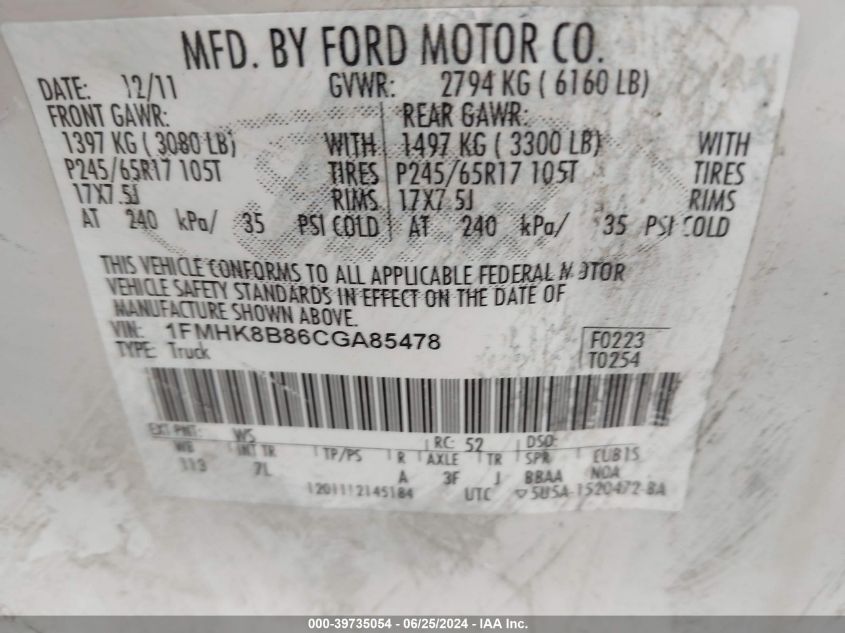 MFD. BY FORD MOTOR CO.
DATE: 12/11 GVWR: 2794 KG ( 6160 LB)
FRONT GAWR: REAR GAWR:
1397 KG ( 3080 LB) WITH 1497 KG ( 3300 LB) WITH
P245/65R17 105T TIRES P245/65R17 105T TIRES
17X7.5J RIMS 17X7.5J RIMS
AT 240 kPa/ 35 PSI COLD AT 240 kPa/ 35 PSI COLD
THIS VEHICLE CONFORMS TO ALL APPLICABLE FEDERAL MOTOR
VEHICLE SAFETY STANDARDS IN EFFECT ON THE DATE OF
MANUFACTURE SHOWN ABOVE.
VIN: 1FMHK8B86CGA85478 F0223
TYPE: Truck T0254
EXT PNT: WS RC: 52 DSO:
WB INT TR TP/PS R AXLE TR SPR CUBIS
113 7L A 3F J BBAA NOA
1201112145184 UTC ▽5U5A-1520472-BA
000-39735054 / 06/25/2024 - IAA Inc.